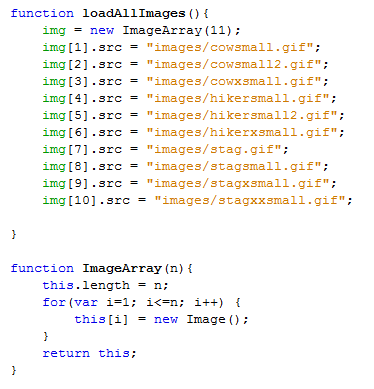 function loadAllImages(){
    img = new ImageArray(11);
    img[1].src = "images/cowsmall.gif";
    img[2].src = "images/cowsmall2.gif";
    img[3].src = "images/cowxsmall.gif";
    img[4].src = "images/hikersmall.gif";
    img[5].src = "images/hikersmall2.gif";
    img[6].src = "images/hikerxsmall.gif";
    img[7].src = "images/stag.gif";
    img[8].src = "images/stagsmall.gif";
    img[9].src = "images/stagxsmall.gif";
    img[10].src = "images/stagxxsmall.gif";
}
function ImageArray(n){
    this.length = n;
    for(var i=1; i<=n; i++) {
        this[i] = new Image();
    }
    return this;
}